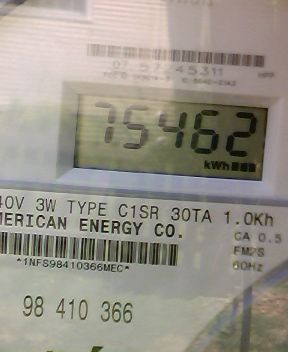 75462
kWh
40V 3W TYPE C1SR 30TA 1.0Kh
MERICAN ENERGY CO.
CA 0.5
FM2S
60Hz
*1NFS98410366MEC*
98 410 366